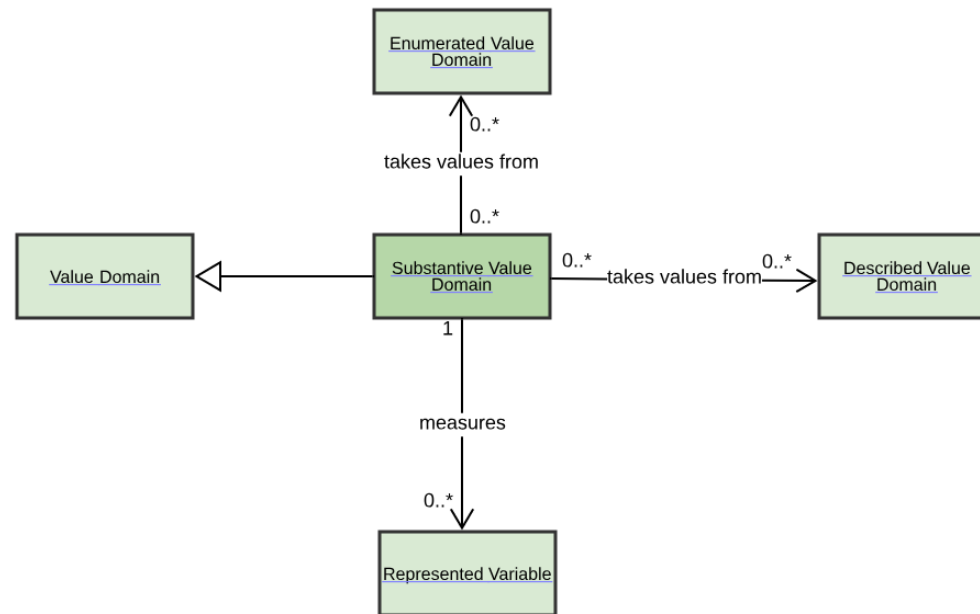 Enumerated Value
Domain
0..*
takes values from
0..*
Value Domain
Substantive Value
Domain
0..*
takes values from
0..*
Described Value
Domain
1
measures
0..*
Represented Variable